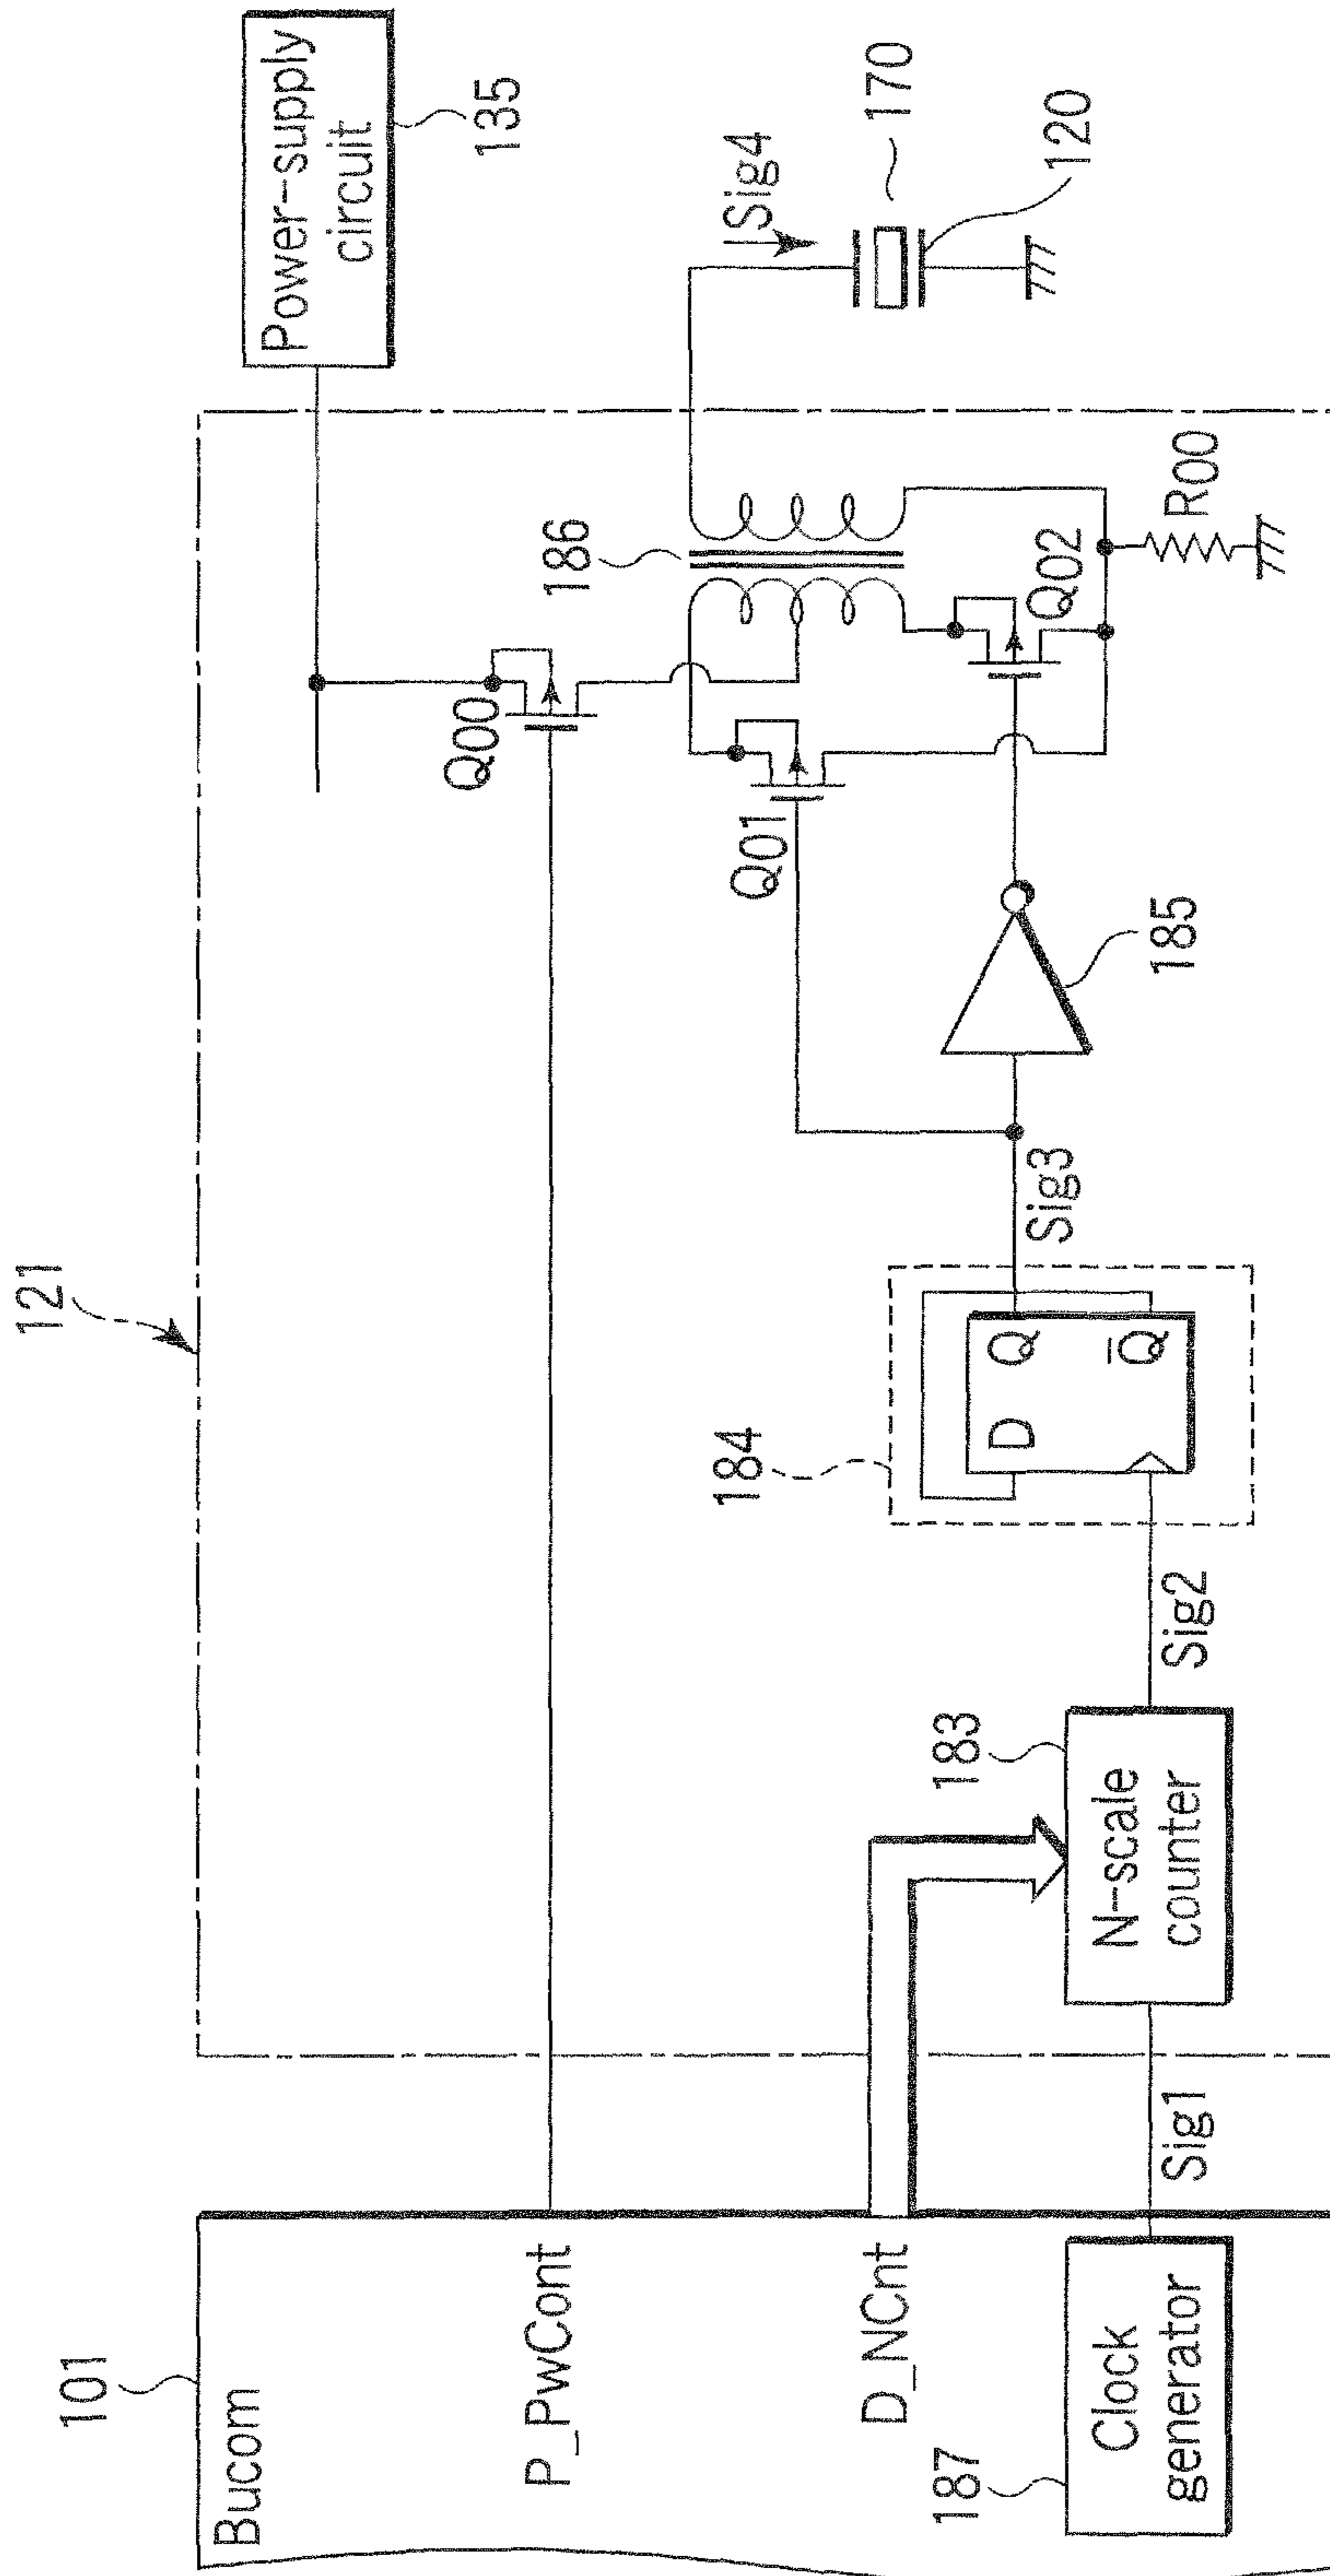 121
101
Bucom
Power-supply
circuit
135
P_PwCont
Q00
186
Q01
D_NCnt
183
184
Sig4
170
120
187
Clock
generator
Sig1
N-scale
counter
Sig2
D Q
Q̅
Sig3
185
Q02
R00